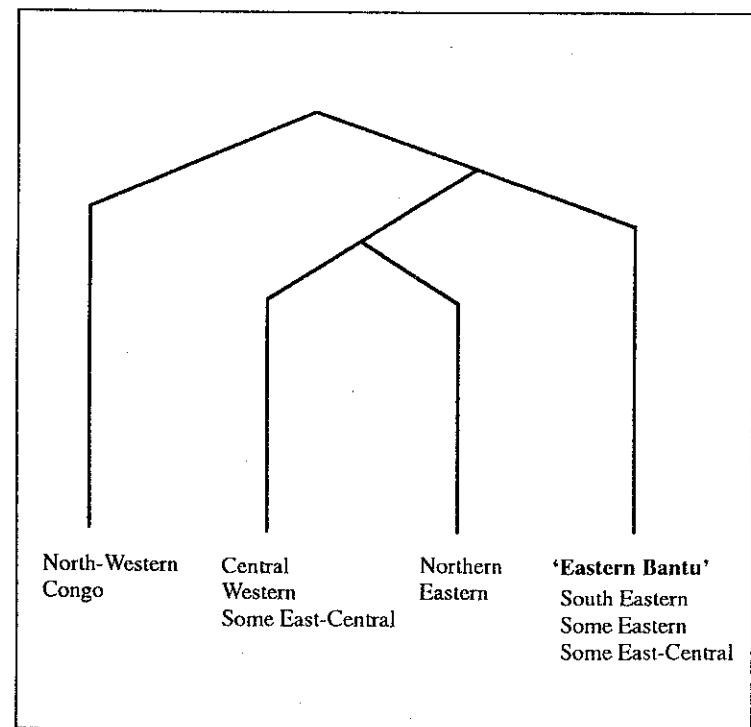 North-Western
Congo
Central
Western
Some East-Central
Northern
Eastern
‘Eastern Bantu’
South Eastern
Some Eastern
Some East-Central